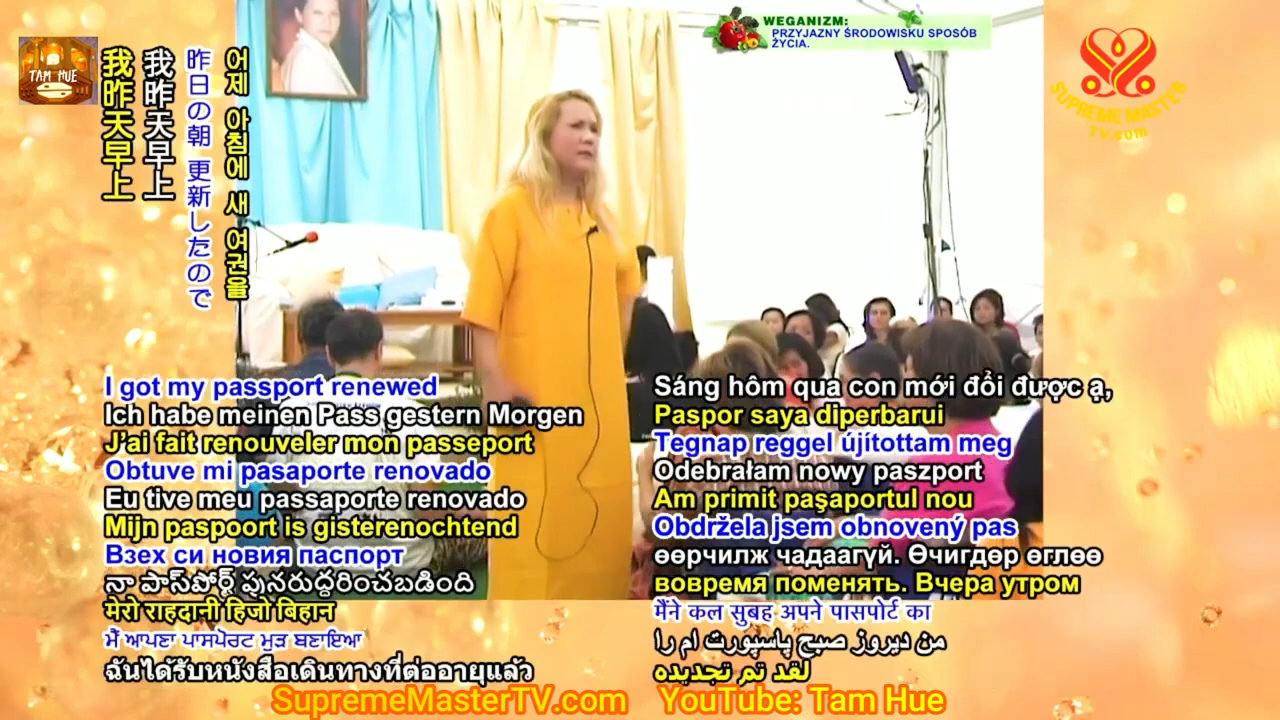 WEGANIZM:
PRZYJAZNY ŚRODOWISKU SPOSÓB
ŻYCIA.
TAM HUE
SUPREME MASTER
TV.com
我昨天早上
我昨天早上
昨日の朝 更新したので
어제 아침에 새 여권을
I got my passport renewed
Ich habe meinen Pass gestern Morgen
J'ai fait renouveler mon passeport
Obtuve mi pasaporte renovado
Eu tive meu passaporte renovado
Mijn paspoort is gisterenochtend
Взех си новия паспорт
నా పాస్‌పోర్ట్ పునరుద్ధరించబడింది
मेरो राहदानी हिजो बिहान
ਮੈਂ ਆਪਣਾ ਪਾਸਪੋਰਟ ਮੁੜ ਬਣਾਇਆ
ฉันได้รับหนังสือเดินทางที่ต่ออายุแล้ว
Sáng hôm qua con mới đổi được ạ,
Paspor saya diperbarui
Tegnap reggel újítottam meg
Odebrałam nowy paszport
Am primit paşaportul nou
Obdržela jsem obnovený pas
өөрчилж чадаагүй. Өчигдөр өглөө
вовремя поменять. Вчера утром
मैंने कल सुबह अपने पासपोर्ट का
من دیروز صبح پاسپورت ام را
لقد تم تجديده
SupremeMasterTV.com YouTube: Tam Hue